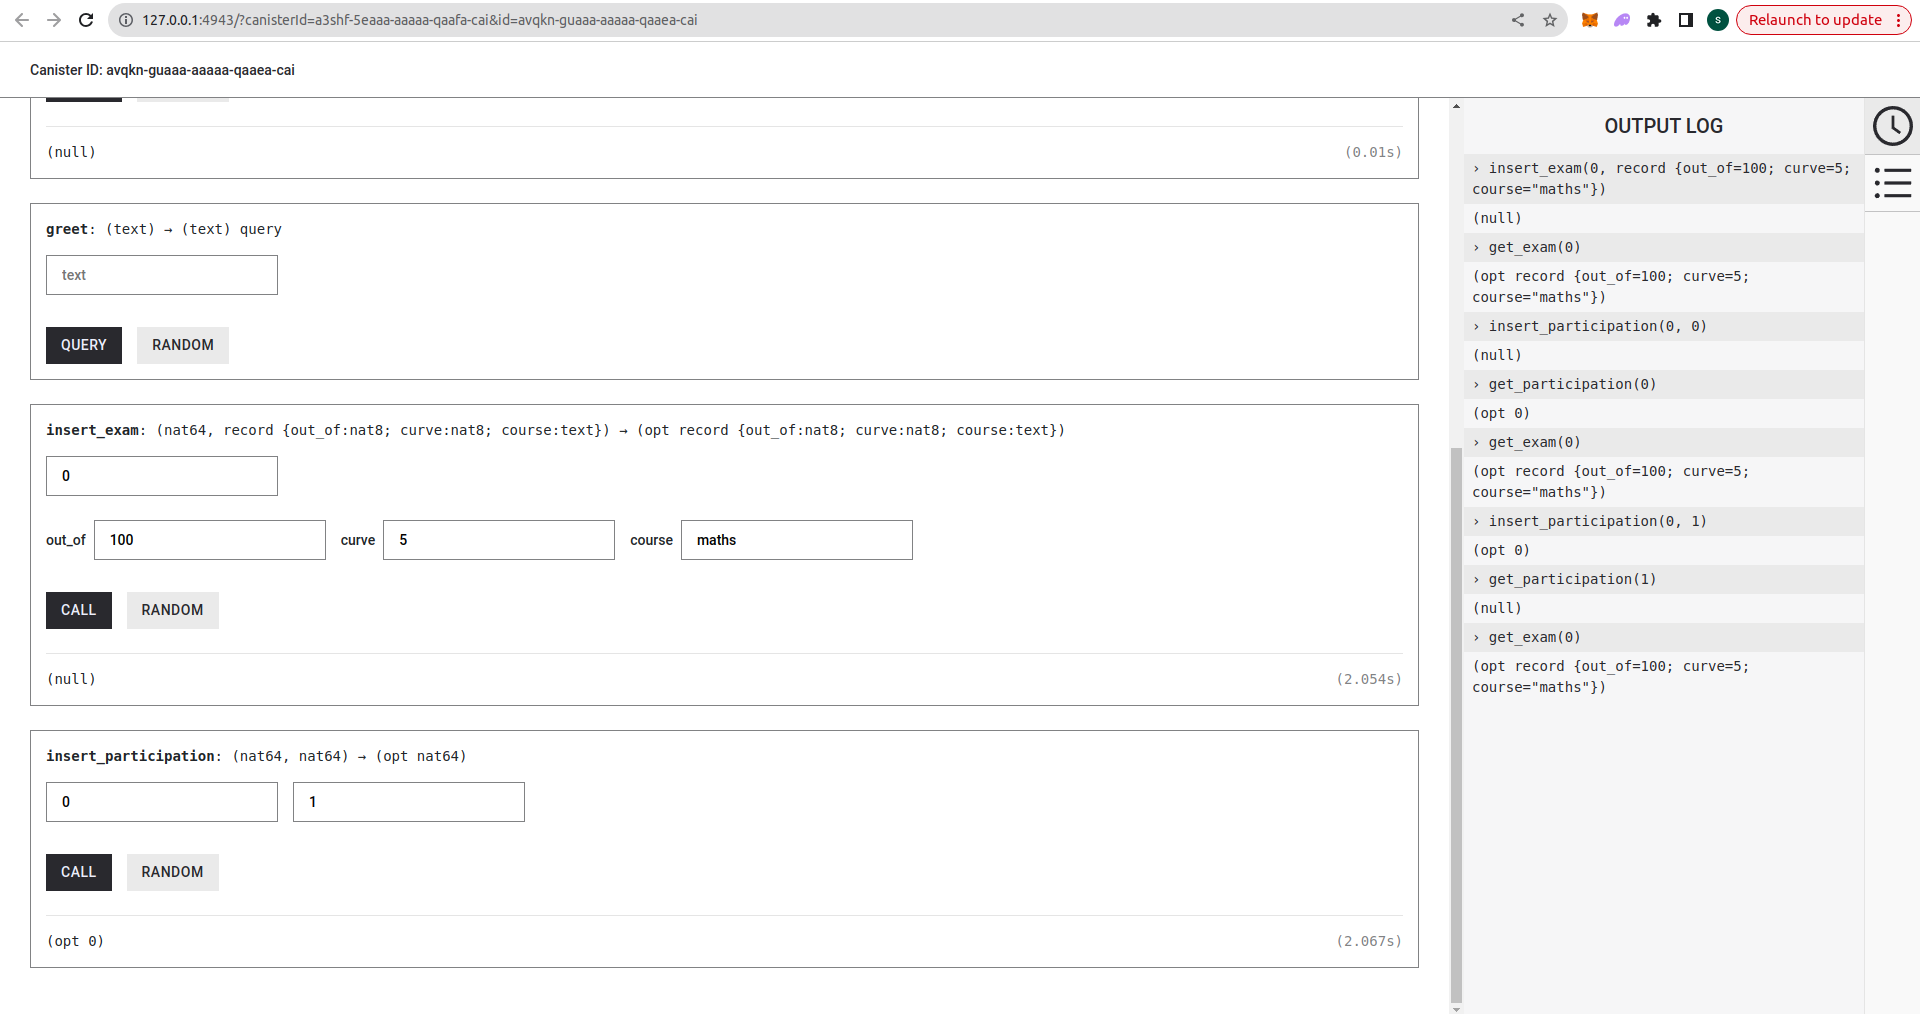 127.0.0.1:4943/?canisterId=a3shf-5eaaa-aaaaa-qaafa-cai&id=avqkn-guaaa-aaaaa-qaaea-cai
S
Relaunch to update
Canister ID: avqkn-guaaa-aaaaa-qaaea-cai
(null)
(0.01s)
greet: (text) → (text) query
text
QUERY
RANDOM
insert_exam: (nat64, record {out_of:nat8; curve:nat8; course:text}) → (opt record {out_of:nat8; curve:nat8; course:text})
0
out_of 100 curve 5 course maths
CALL
RANDOM
(null)
(2.054s)
insert_participation: (nat64, nat64) → (opt nat64)
0 1
CALL
RANDOM
(opt 0)
(2.067s)
OUTPUT LOG
› insert_exam(0, record {out_of=100; curve=5;
course="maths"})
(null)
› get_exam(0)
(opt record {out_of=100; curve=5;
course="maths"})
› insert_participation(0, 0)
(null)
› get_participation(0)
(opt 0)
› get_exam(0)
(opt record {out_of=100; curve=5;
course="maths"})
› insert_participation(0, 1)
(opt 0)
› get_participation(1)
(null)
› get_exam(0)
(opt record {out_of=100; curve=5;
course="maths"})